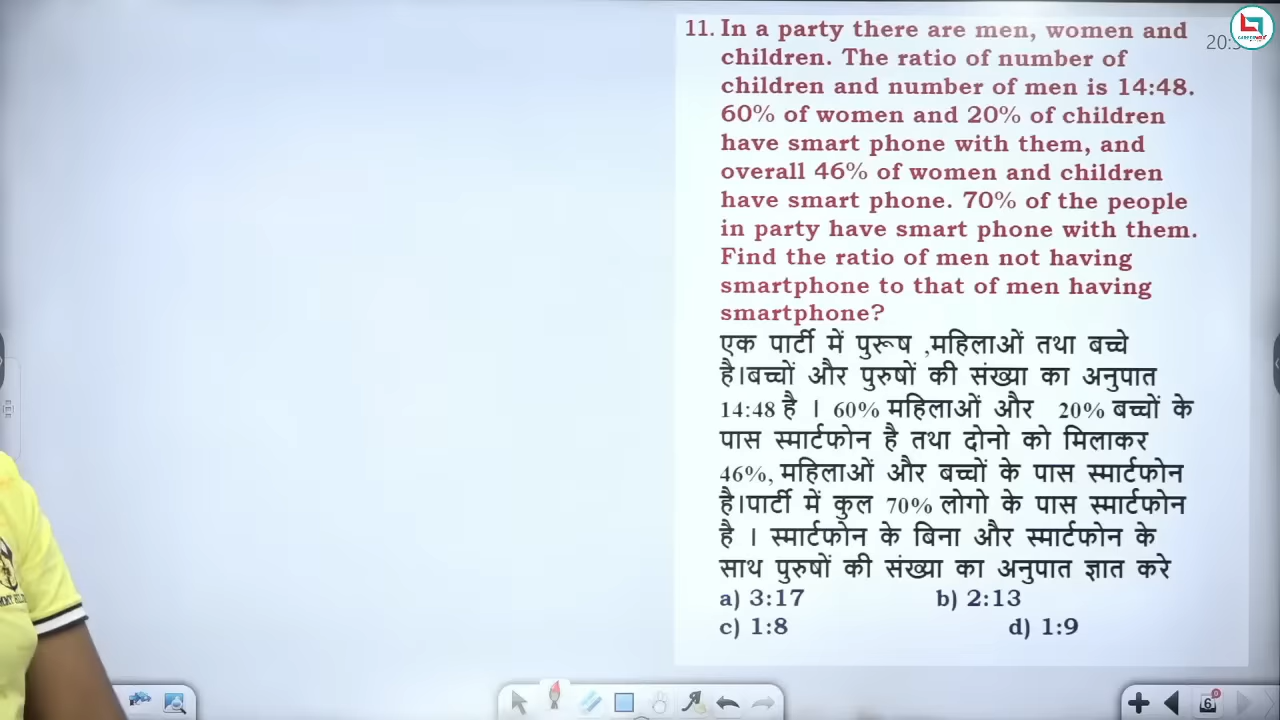 11. In a party there are men, women and
children. The ratio of number of
children and number of men is 14:48.
60% of women and 20% of children
have smart phone with them, and
overall 46% of women and children
have smart phone. 70% of the people
in party have smart phone with them.
Find the ratio of men not having
smartphone to that of men having
smartphone?
एक पार्टी में पुरूष ,महिलाओं तथा बच्चे
है।बच्चों और पुरुषों की संख्या का अनुपात
14:48 है । 60% महिलाओं और 20% बच्चों के
पास स्मार्टफोन है तथा दोनो को मिलाकर
46%, महिलाओं और बच्चों के पास स्मार्टफोन
है।पार्टी में कुल 70% लोगो के पास स्मार्टफोन
है । स्मार्टफोन के बिना और स्मार्टफोन के
साथ पुरुषों की संख्या का अनुपात ज्ञात करे
a) 3:17 b) 2:13
c) 1:8 d) 1:9